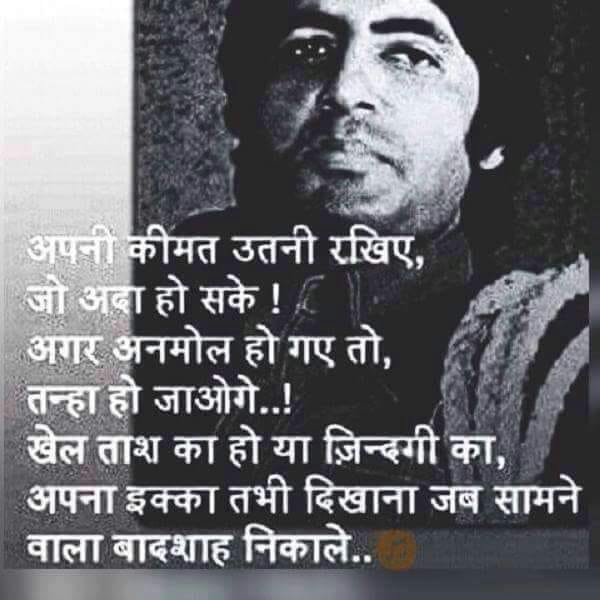 अपनी कीमत उतनी रखिए,
जो अदा हो सके !
अगर अनमोल हो गए तो,
तन्हा हो जाओगे..!
खेल ताश का हो या ज़िन्दगी का,
अपना इक्का तभी दिखाना जब सामने
वाला बादशाह निकाले..